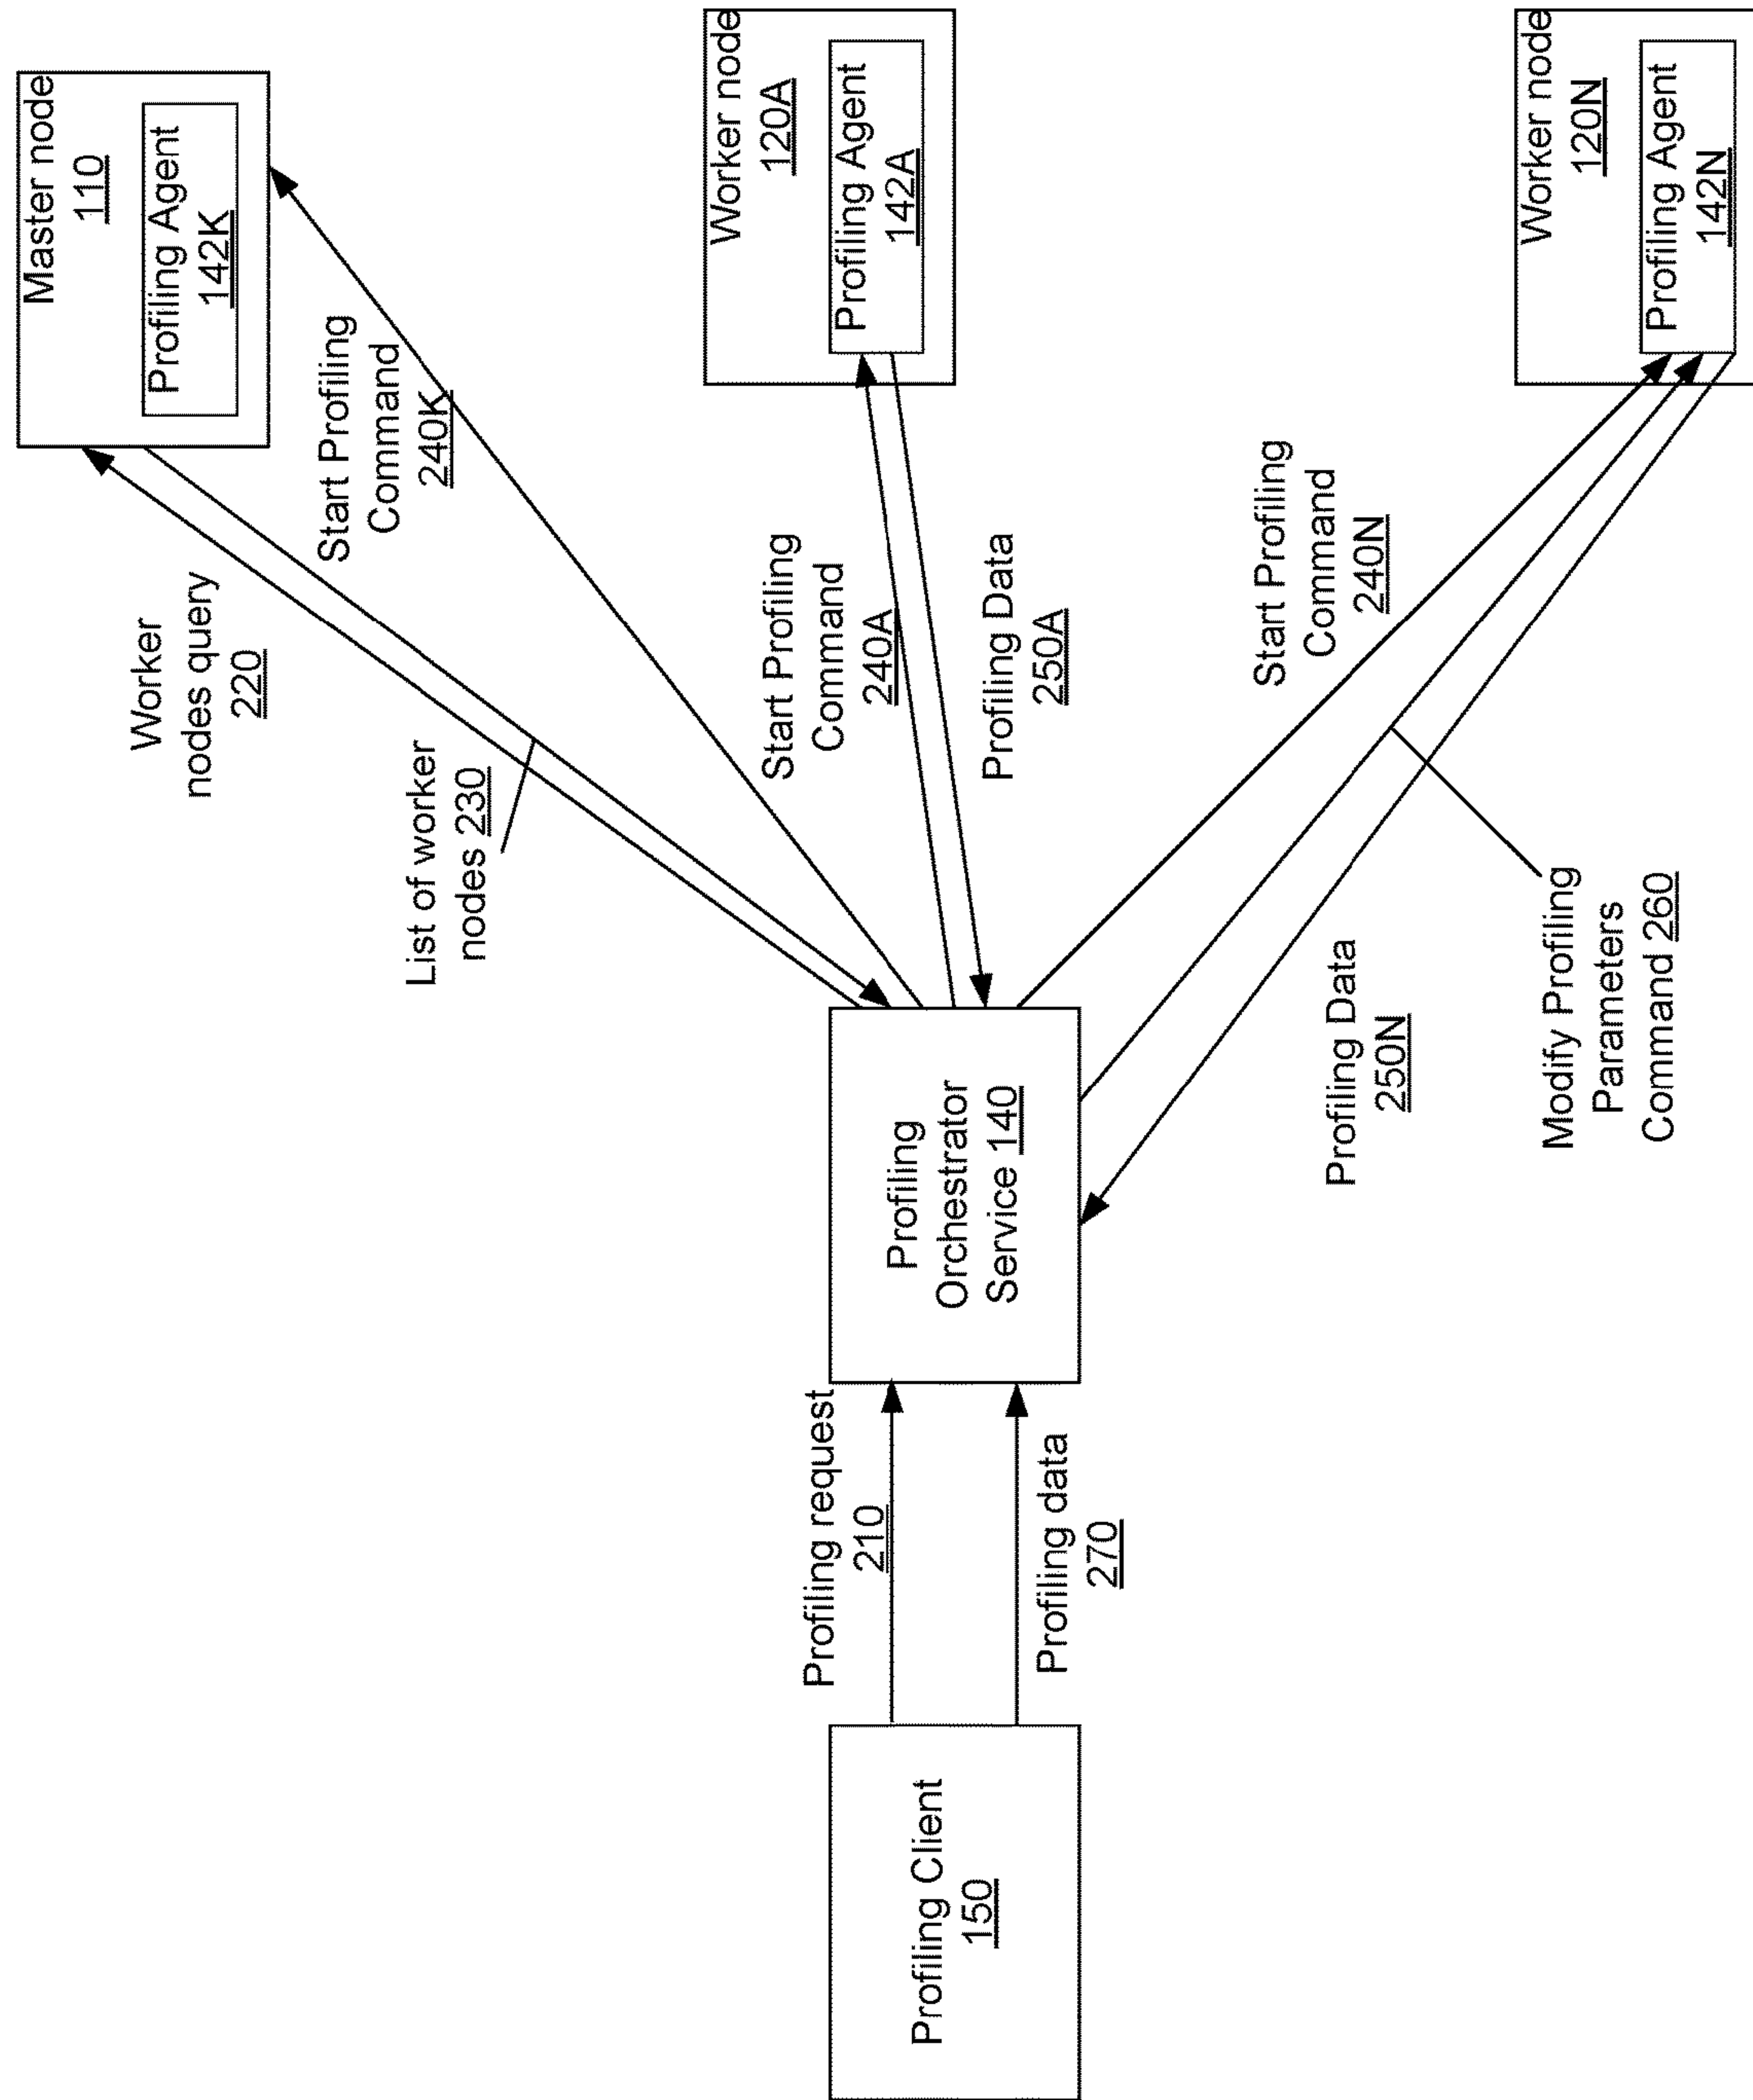 Profiling Client
150
Profiling request
210
Profiling data
270
Profiling
Orchestrator
Service 140
Worker
nodes query
220
List of worker
nodes 230
Start Profiling
Command
240K
Master node
110
Profiling Agent
142K
Start Profiling
Command
240A
Profiling Data
250A
Worker node
120A
Profiling Agent
142A
Start Profiling
Command
240N
Profiling Data
250N
Modify Profiling
Parameters
Command 260
Worker node
120N
Profiling Agent
142N